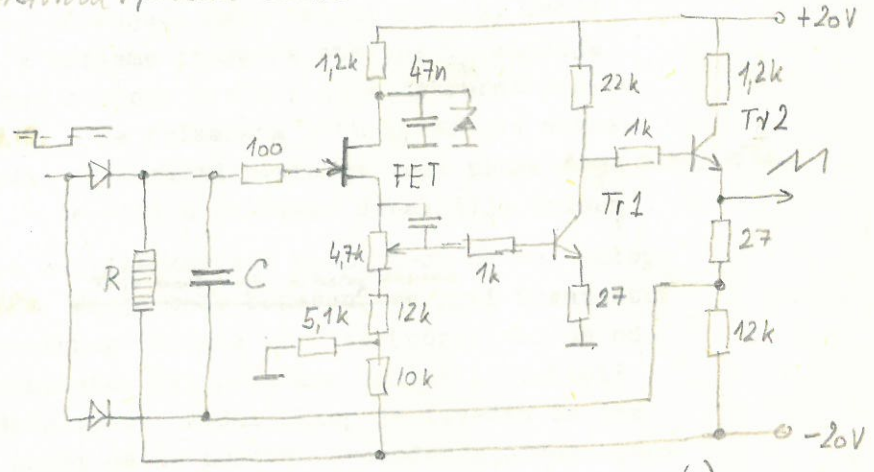 +20V
1,2k
47n
22k
1,2k
Tr2
1k
100
FET
Tr1
4,7k
27
R
C
1k
5,1k
12k
27
12k
10k
-20V